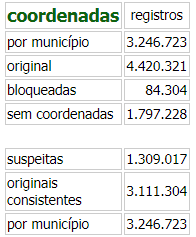 coordenadas registros
por município 3.246.723
original 4.420.321
bloqueadas 84.304
sem coordenadas 1.797.228
suspeitas 1.309.017
originais
consistentes 3.111.304
por município 3.246.723